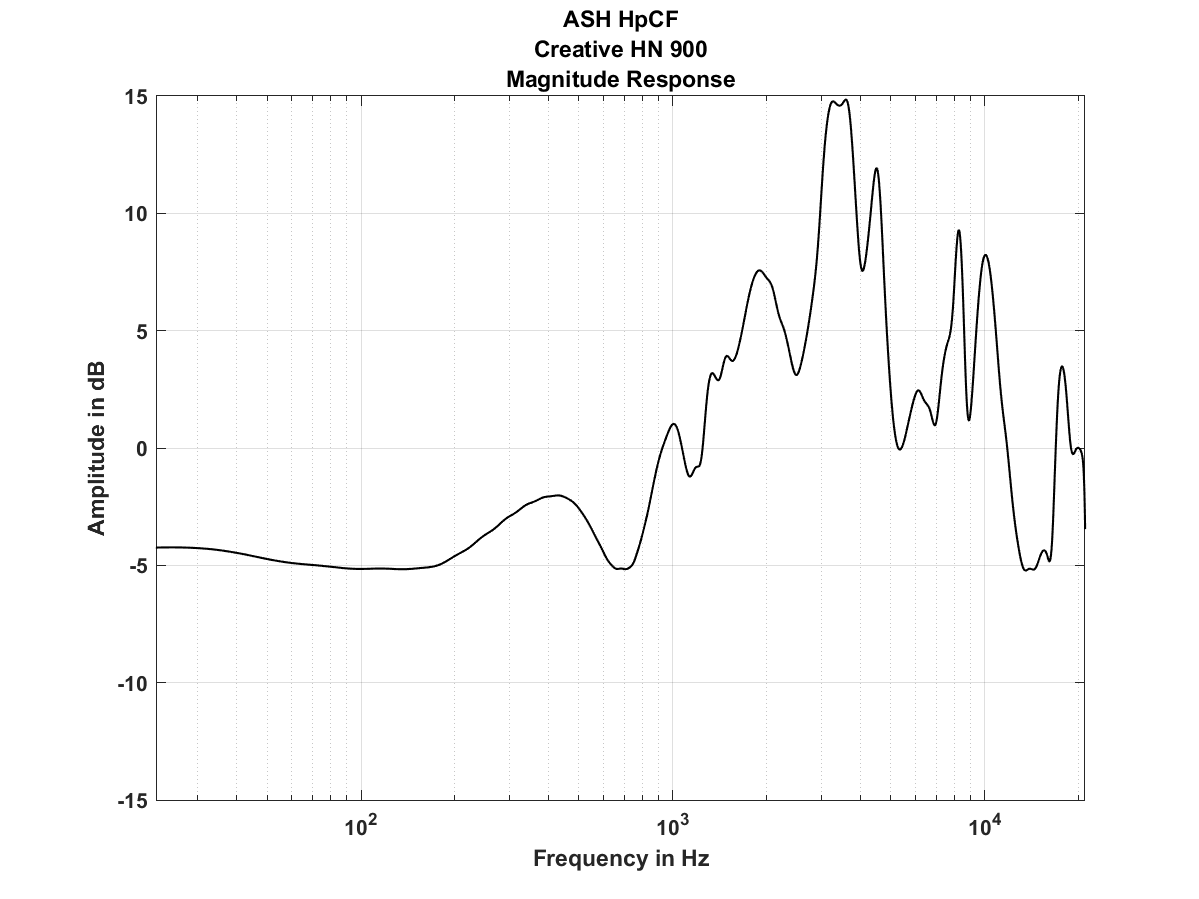 ASH HpCF
Creative HN 900
Magnitude Response
15
10
5
0
-5
-10
-15
Amplitude in dB
10² 10³ 10⁴
Frequency in Hz